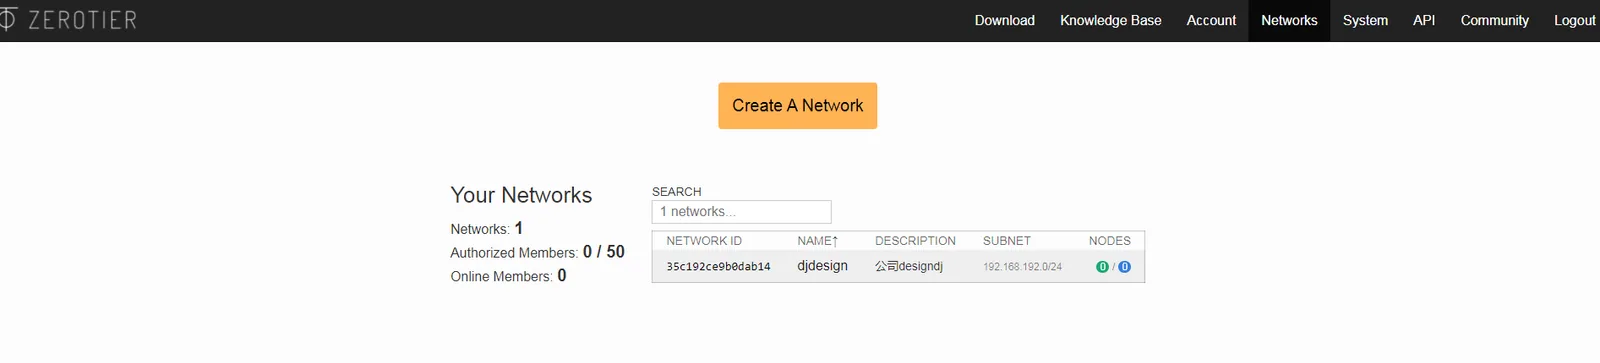 ZEROTIER Download Knowledge Base Account Networks System API Community Logout
Create A Network
Your Networks
Networks: 1
Authorized Members: 0 / 50
Online Members: 0
SEARCH
1 networks...
NETWORK ID NAME↑ DESCRIPTION SUBNET NODES
35c192ce9b0dab14 djdesign 公司designdj 192.168.192.0/24 0 / 0